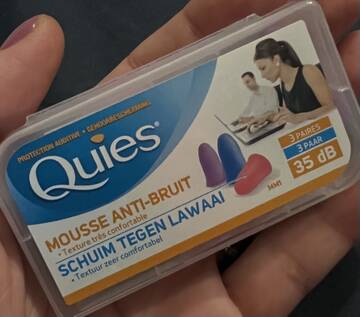 PROTECTION AUDITIVE • GEHOORBESCHERMING
Quies®
MOUSSE ANTI-BRUIT
• Texture très confortable
SCHUIM TEGEN LAWAAI
• Textuur zeer comfortabel
3 PAIRES
3 PAAR
35 dB